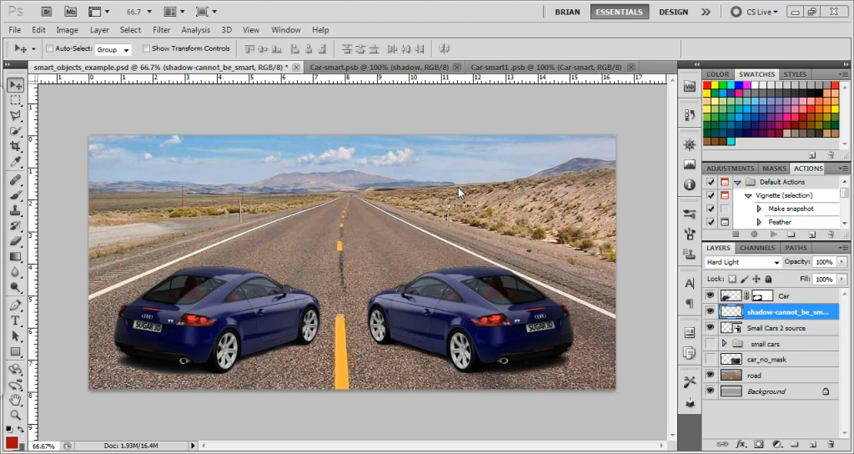 Ps 66.7 BRIAN ESSENTIALS DESIGN CS Live
File Edit Image Layer Select Filter Analysis 3D View Window Help
Auto-Select: Group Show Transform Controls
smart_objects_example.psd @ 66.7% (shadow-cannot_be_smart, RGB/8) * Car-smart.psb @ 100% (shadow, RGB/8) Car-smart1 .psb @ 100% (Car-smart, RGB/8)
COLOR SWATCHES STYLES
ADJUSTMENTS MASKS ACTIONS
Default Actions
Vignette (selection)
Make snapshot
Feather
LAYERS CHANNELS PATHS
Hard Light Opacity: 100%
Lock: Fill: 100%
Car
shadow-cannot_be_sm...
Small Cars 2 source
small cars
car_no_mask
road
Background
SUGAR 3D SUGAR 3D
66.67% Doc: 1.93M/16.4M